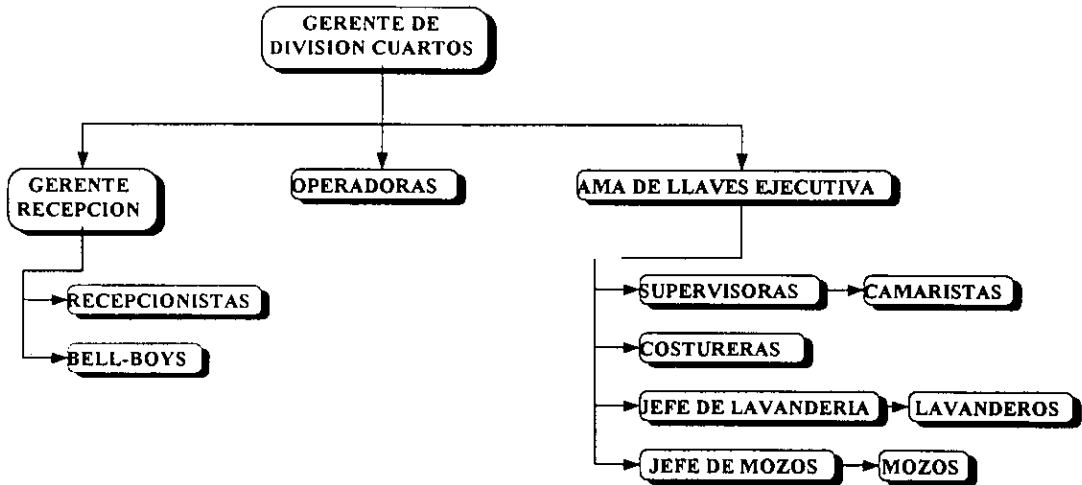 GERENTE DE
DIVISION CUARTOS
GERENTE
RECEPCION
OPERADORAS
AMA DE LLAVES EJECUTIVA
RECEPCIONISTAS
BELL-BOYS
SUPERVISORAS
CAMARISTAS
COSTURERAS
JEFE DE LAVANDERIA
LAVANDEROS
JEFE DE MOZOS
MOZOS